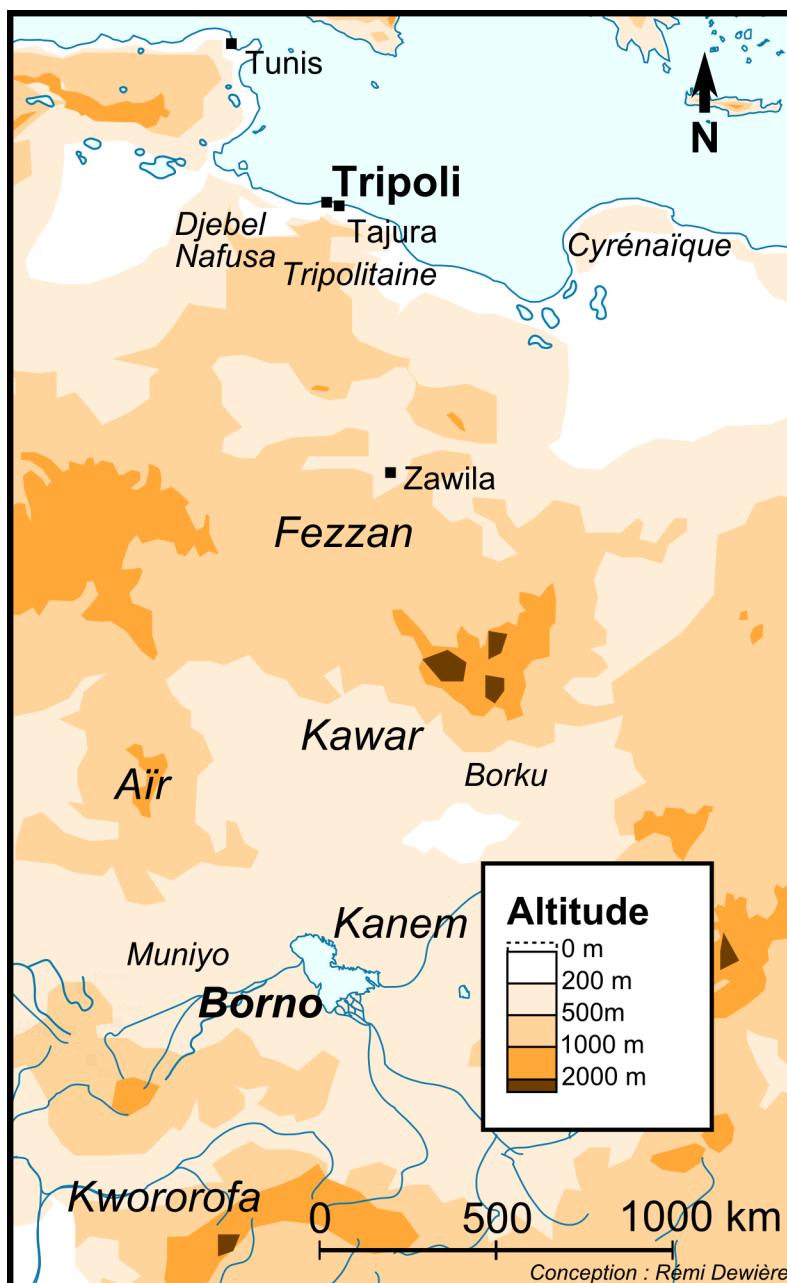 Tunis
N
Tripoli
Djebel
Nafusa
Tajura
Tripolitaine
Cyrénaïque
Zawila
Fezzan
Kawar
Borku
Aïr
Kanem
Muniyo
Borno
Altitude
0 m
200 m
500m
1000 m
2000 m
Kwororofa
0
500
1000 km
Conception : Rémi Dewière